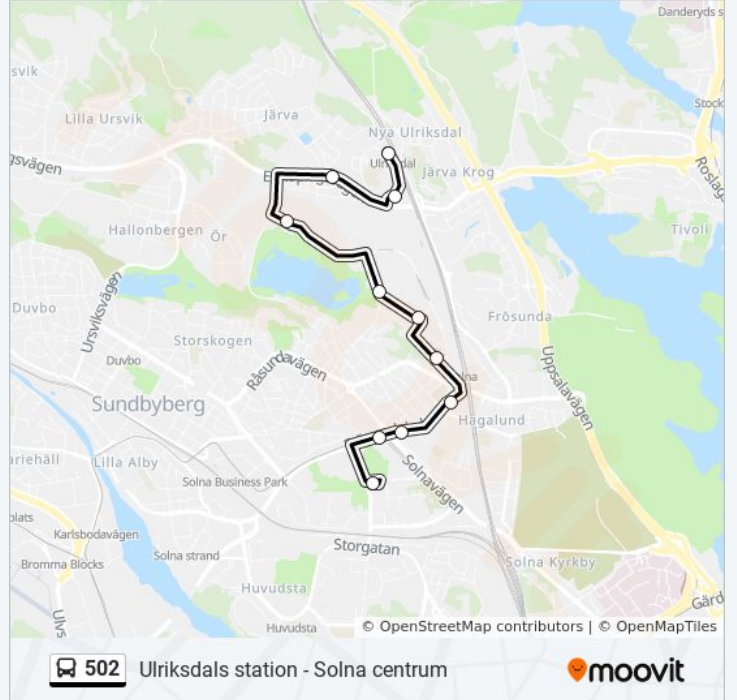 Danderyds s
svik
Lilla Ursvik
Järva
Stock
Nya Ulriksdal
Järva Krog
gsvägen
Roslag
Hallonbergen
Ör
Tivoli
Ursviksvägen
Duvbo
Frösunda
Storskogen
Duvbo
Råsundavägen
Uppsalavägen
Sundbyberg
Hagalund
ariehäll
Lilla Alby
Solnavägen
Solna Business Park
plats
Karlsbodavägen
Storgatan
Bromma Blocks
Solna strand
Solna Kyrkby
Huvudsta
Gärd
Ulvs
Huvudsta
© OpenStreetMap contributors | © OpenMapTiles
502 Ulriksdals station - Solna centrum
moovit